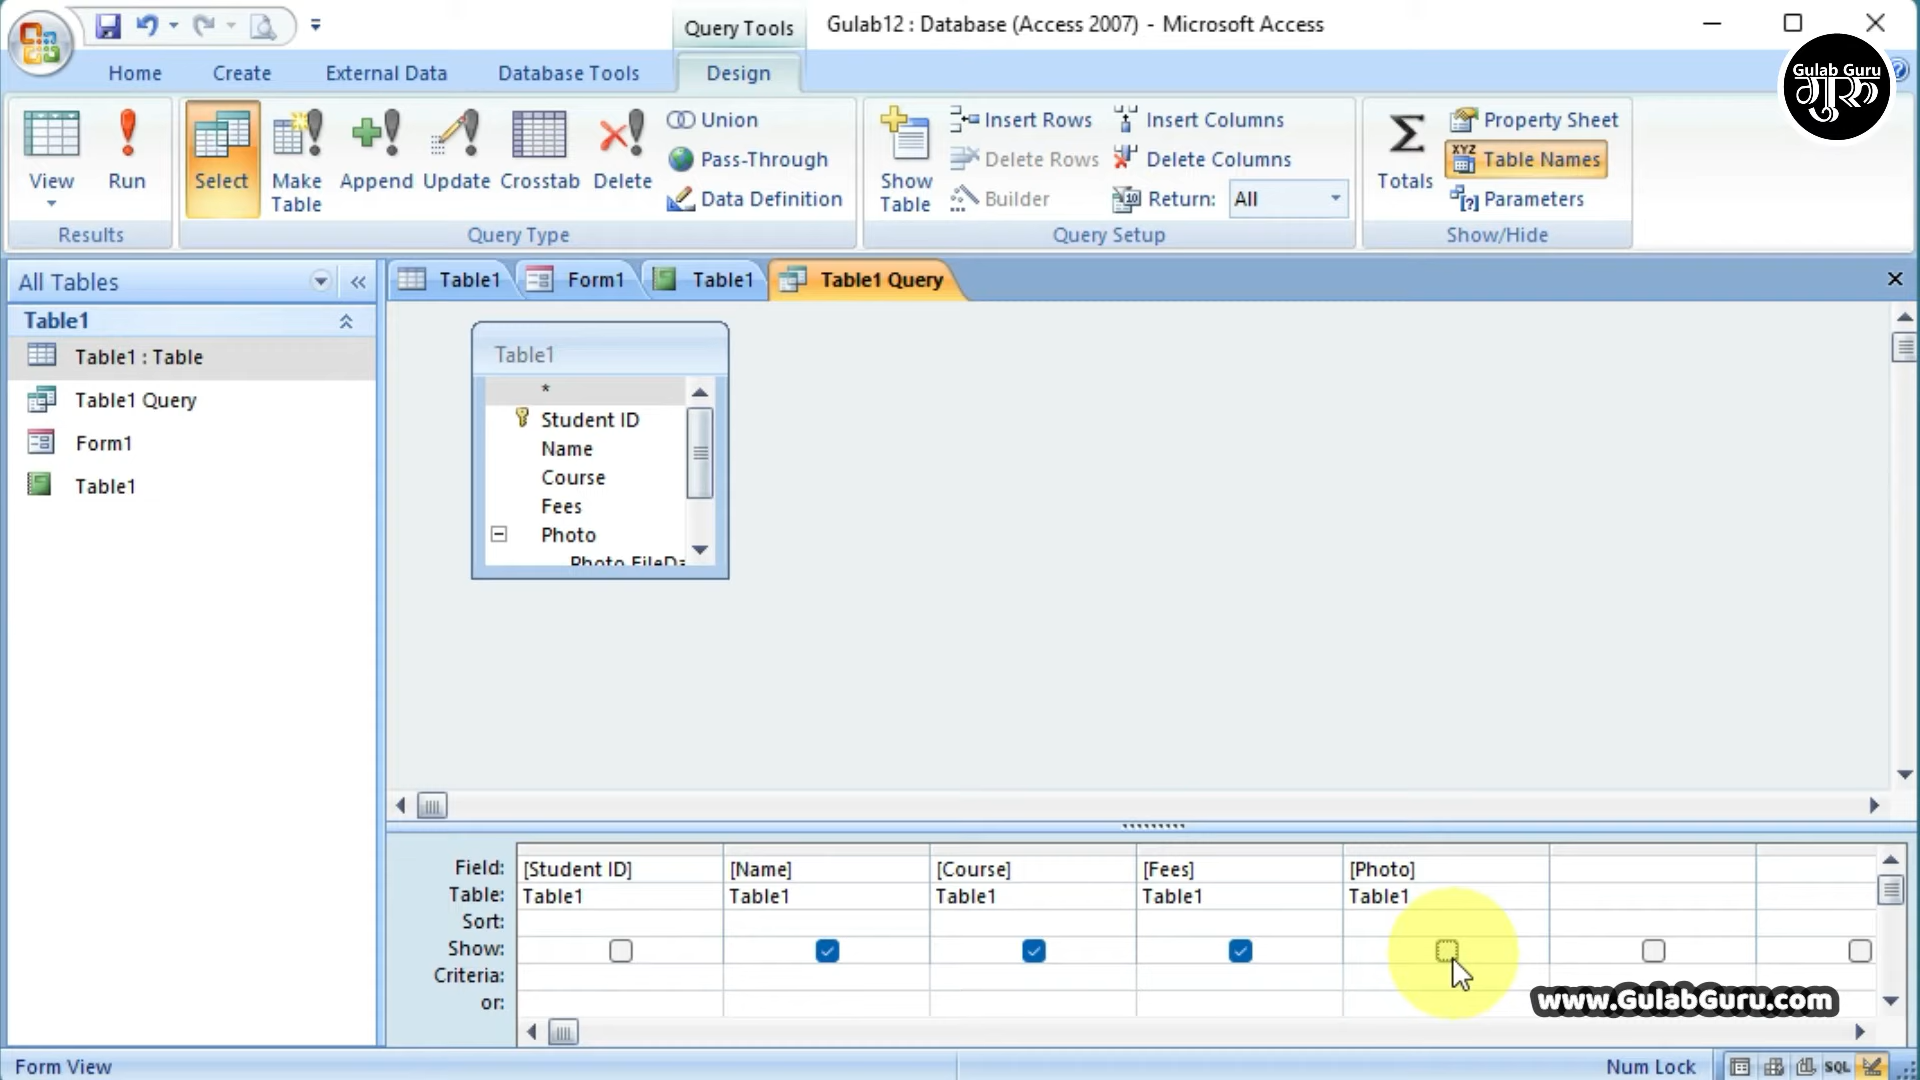 Query Tools
Gulab12 : Database (Access 2007) - Microsoft Access
Home
Create
External Data
Database Tools
Design
Gulab Guru
गुरु
View
Run
Results
Select
Make Table
Append
Update
Crosstab
Delete
Union
Pass-Through
Data Definition
Query Type
Show Table
Insert Rows
Delete Rows
Builder
Insert Columns
Delete Columns
Return:
All
Query Setup
Σ
Totals
XYZ
Property Sheet
Table Names
Parameters
Show/Hide
All Tables
Table1
Table1 : Table
Table1 Query
Form1
Table1
Table1
Form1
Table1
Table1 Query
Table1
*
Student ID
Name
Course
Fees
Photo
Photo.FileDa
Field: [Student ID] [Name] [Course] [Fees] [Photo]
Table: Table1 Table1 Table1 Table1 Table1
Sort:
Show:
Criteria:
or:
www.GulabGuru.com
Form View
Num Lock
SQL